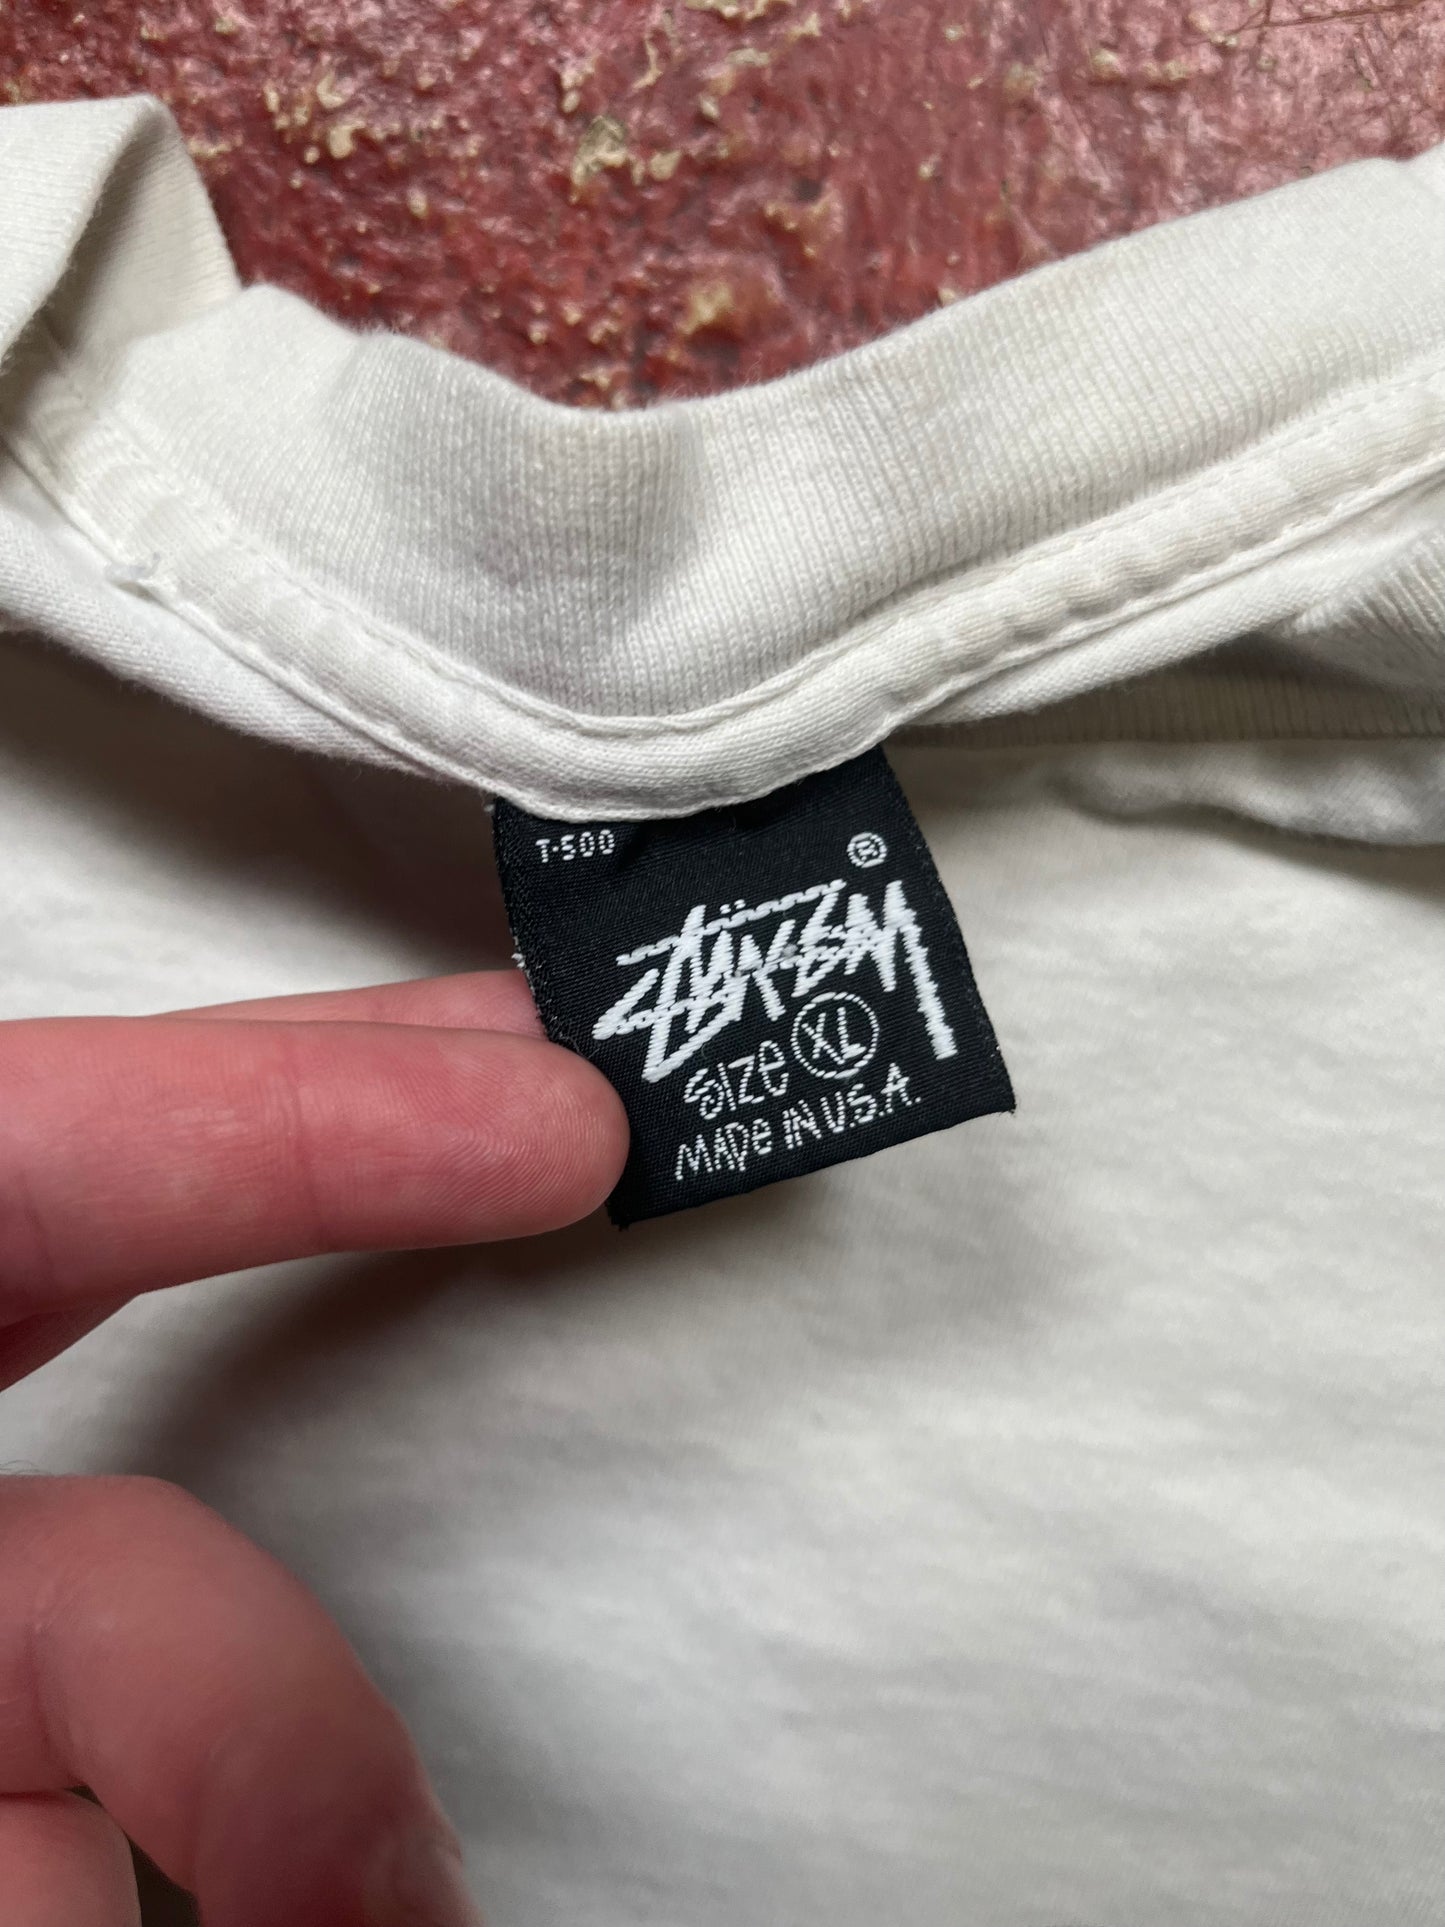 T-500
®
Stüssy
Size XL
MADe IN U.S.A.